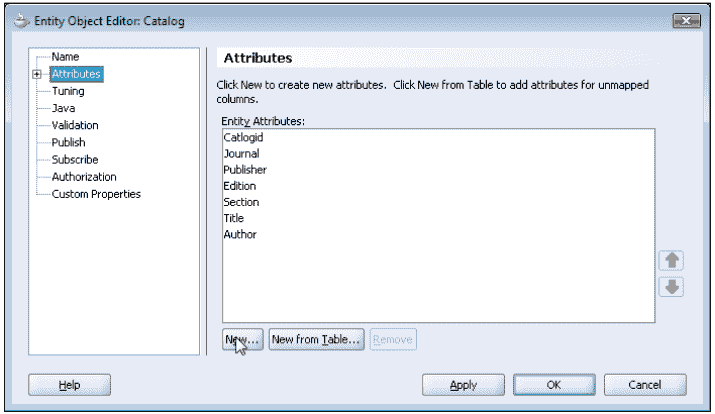 Entity Object Editor: Catalog
Name
Attributes
Tuning
Java
Validation
Publish
Subscribe
Authorization
Custom Properties
Attributes
Click New to create new attributes. Click New from Table to add attributes for unmapped
columns.
Entity Attributes:
Catlogid
Journal
Publisher
Edition
Section
Title
Author
New... New from Table... Remove
Help Apply OK Cancel